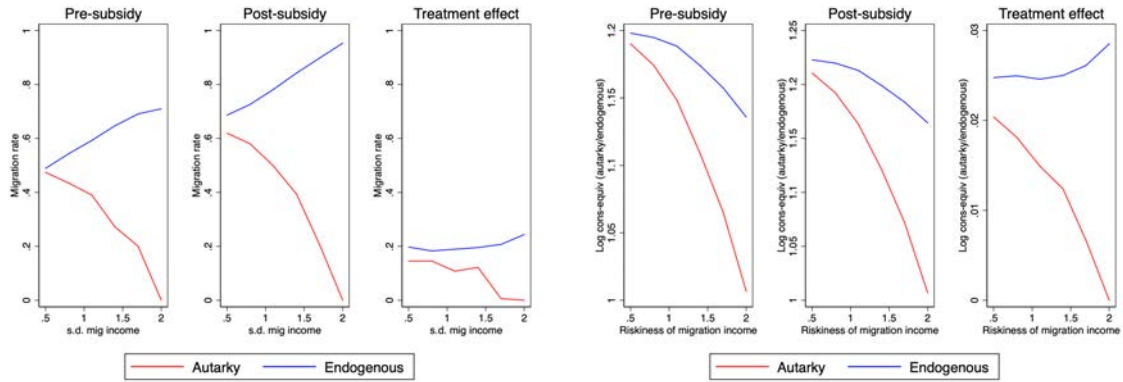 Pre-subsidy
Post-subsidy
Treatment effect
Migration rate
1
.8
.6
.4
.2
0
.5
1
1.5
2
s.d. mig income
Migration rate
1
.8
.6
.4
.2
0
.5
1
1.5
2
s.d. mig income
Migration rate
1
.8
.6
.4
.2
0
.5
1
1.5
2
s.d. mig income
Autarky
Endogenous
Pre-subsidy
Post-subsidy
Treatment effect
Log cons-equiv (autarky/endogenous)
1.2
1.15
1.1
1.05
1
.5
1
1.5
2
Riskiness of migration income
Log cons-equiv (autarky/endogenous)
1.25
1.2
1.15
1.1
1.05
1
.5
1
1.5
2
Riskiness of migration income
Log cons-equiv (autarky/endogenous)
.03
.02
.01
0
.5
1
1.5
2
Riskiness of migration income
Autarky
Endogenous